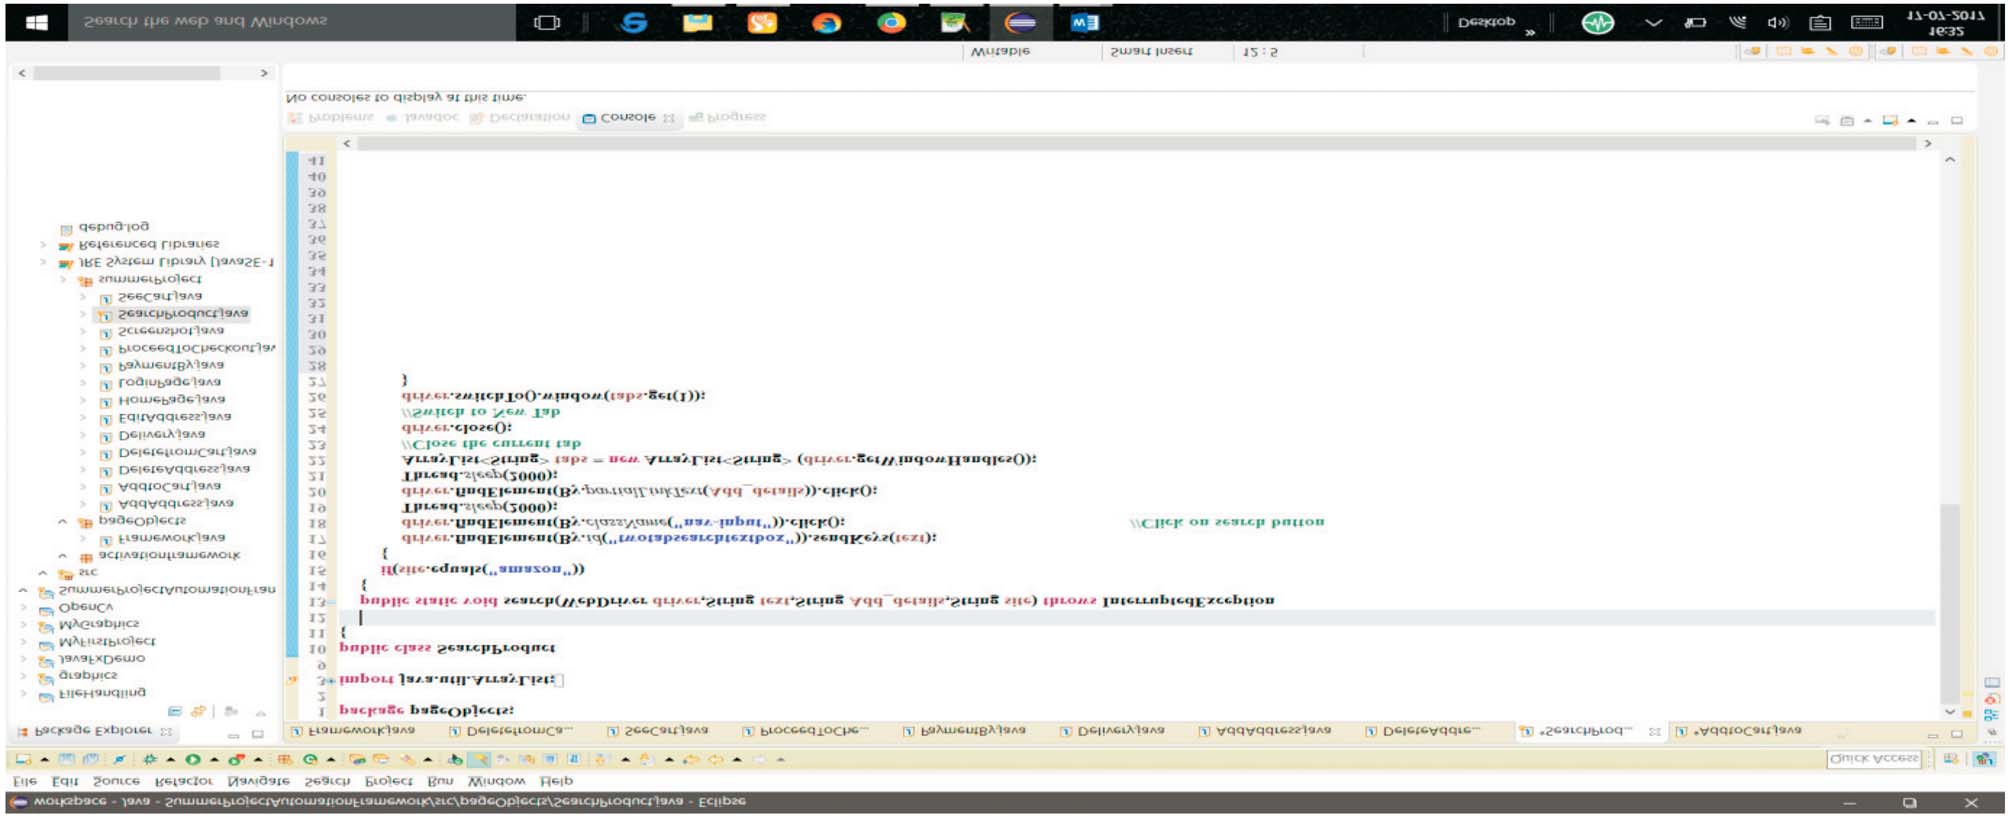 workspace - Java - SummerProjectAutomationFramework/src/pageObjects/SearchProduct.java - Eclipse
File Edit Source Refactor Navigate Search Project Run Window Help
Quick Access
Package Explorer
FileHandling
graphics
JavaFxDemo
MyFirstProject
MyGraphics
OpenCv
SummerProjectAutomationFran
src
activationframework
Framework.java
pageObjects
AddAddress.java
AddtoCart.java
DeleteAddress.java
DeletefromCart.java
Delivery.java
EditAddress.java
HomePage.java
LoginPage.java
PaymentBy.java
ProceedToCheckout.jav
Screenshot.java
SearchProduct.java
SeeCart.java
summerProject
JRE System Library [JavaSE-1
Referenced Libraries
debug.log
Framework.java DeletefromCa... SeeCart.java ProceedToChe... PaymentBy.java Delivery.java AddAddress.java DeleteAddre... *SearchProd... *AddtoCart.java
1 package pageObjects;
2
3 import java.util.ArrayList;
9
10 public class SearchProduct
11 {
12
13 public static void search(WebDriver driver,String text,String Add_details,String site) throws InterruptedException
14 {
15 if(site.equals("amazon"))
16 {
17 driver.findElement(By.id("twotabsearchtextbox")).sendKeys(text);
18 driver.findElement(By.className("nav-input")).click(); //Click on search button
19 Thread.sleep(2000);
20 driver.findElement(By.partialLinkText(Add_details)).click();
21 Thread.sleep(2000);
22 ArrayList<String> tabs = new ArrayList<String> (driver.getWindowHandles());
23 //Close the current tab
24 driver.close();
25 //Switch to New Tab
26 driver.switchTo().window(tabs.get(1));
27 }
28
29
30
31
32
33
34
35
36
37
38
39
40
41
Problems Javadoc Declaration Console Progress
No consoles to display at this time.
Writable Smart Insert 12 : 5
Search the web and Windows
Desktop
16:32
17-07-2017